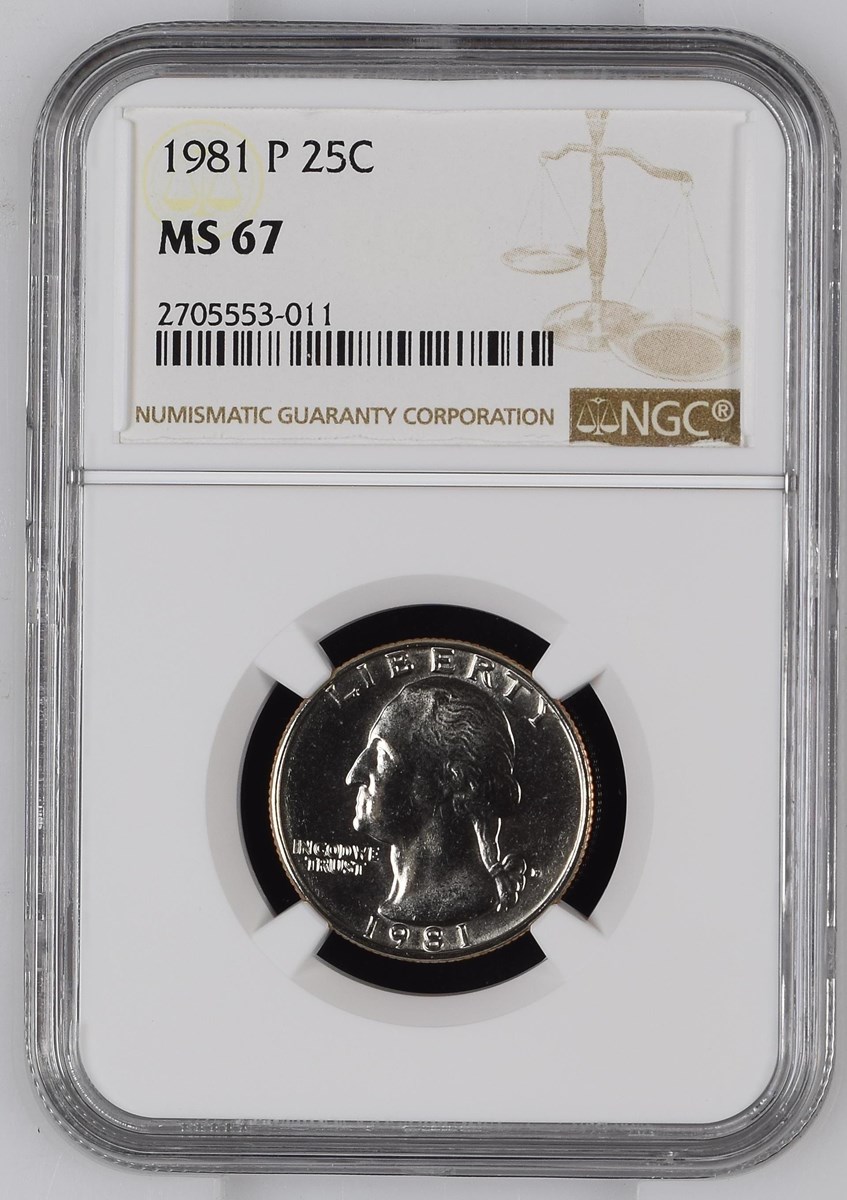 1981 P 25C
MS 67
2705553-011
NUMISMATIC GUARANTY CORPORATION
NGC®
LIBERTY
IN GOD WE
TRUST
P
1981